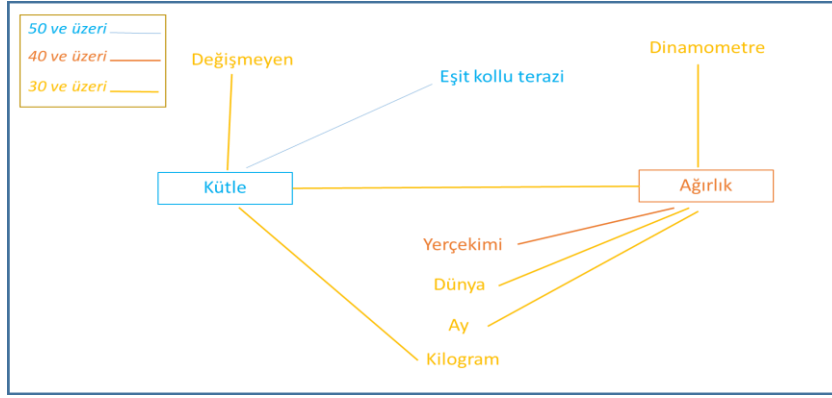 50 ve üzeri
40 ve üzeri
30 ve üzeri
Değişmeyen
Dinamometre
Eşit kollu terazi
Kütle
Ağırlık
Yerçekimi
Dünya
Ay
Kilogram